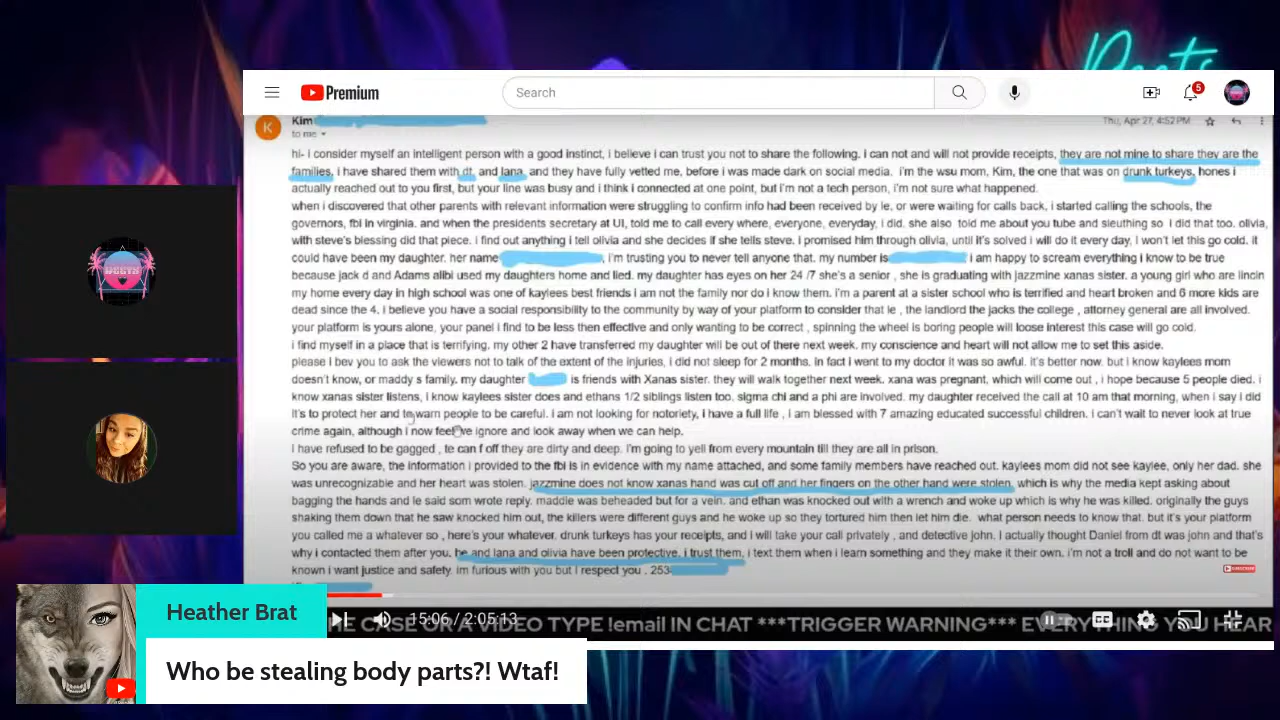 Premium
Search
5
K
Kim
Thu, Apr 27, 4:52 PM
to me
hi- i consider myself an intelligent person with a good instinct, i believe i can trust you not to share the following. i can not and will not provide receipts, they are not mine to share they are the
families, i have shared them with dt, and lana, and they have fully vetted me, before i was made dark on social media. i'm the wsu mom, Kim, the one that was on drunk turkeys, hones i
actually reached out to you first, but your line was busy and i think i connected at one point, but i'm not a tech person, i'm not sure what happened.
when i discovered that other parents with relevant information were struggling to confirm info had been received by le, or were waiting for calls back, i started calling the schools, the
governors, fbi in virginia. and when the presidents secretary at UI, told me to call every where, everyone, everyday, i did. she also told me about you tube and sleuthing so i did that too. olivia,
with steve's blessing did that piece. i find out anything i tell olivia and she decides if she tells steve. i promised him through olivia, until it's solved i will do it every day, i won't let this go cold. it
could have been my daughter. her name i'm trusting you to never tell anyone that. my number is i am happy to scream everything i know to be true
because jack d and Adams alibi used my daughters home and lied. my daughter has eyes on her 24 /7 she's a senior , she is graduating with jazzmine xanas sister. a young girl who are lincin
my home every day in high school was one of kaylees best friends i am not the family nor do i know them. i'm a parent at a sister school who is terrified and heart broken and 6 more kids are
dead since the 4. i believe you have a social responsibility to the community by way of your platform to consider that le , the landlord the jacks the college , attorney general are all involved.
your platform is yours alone, your panel i find to be less then effective and only wanting to be correct , spinning the wheel is boring people will loose interest this case will go cold.
i find myself in a place that is terrifying. my other 2 have transferred my daughter will be out of there next week. my conscience and heart will not allow me to set this aside.
please i bev you to ask the viewers not to talk of the extent of the injuries, i did not sleep for 2 months. in fact i went to my doctor it was so awful. it's better now. but i know kaylees mom
doesn't know, or maddy s family. my daughter is friends with Xanas sister. they will walk together next week. xana was pregnant, which will come out , i hope because 5 people died. i
know xanas sister listens, i know kaylees sister does and ethans 1/2 siblings listen too. sigma chi and a phi are involved. my daughter received the call at 10 am that morning, when i say i did
it's to protect her and to warn people to be careful. i am not looking for notoriety, i have a full life , i am blessed with 7 amazing educated successful children. i can't wait to never look at true
crime again, although i now feel we ignore and look away when we can help.
i have refused to be gagged , te can f off they are dirty and deep. i'm going to yell from every mountain till they are all in prison.
So you are aware, the information i provided to the fbi is in evidence with my name attached, and some family members have reached out. kaylees mom did not see kaylee, only her dad. she
was unrecognizable and her heart was stolen. jazzmine does not know xanas hand was cut off and her fingers on the other hand were stolen, which is why the media kept asking about
bagging the hands and le said som wrote reply. maddie was beheaded but for a vein. and ethan was knocked out with a wrench and woke up which is why he was killed. originally the guys
shaking them down that he saw knocked him out, the killers were different guys and he woke up so they tortured him then let him die. what person needs to know that. but it's your platform
you called me a whatever so , here's your whatever, drunk turkeys has your receipts, and i will take your call privately , and detective john. I actually thought Daniel from dt was john and that's
why i contacted them after you, he and lana and olivia have been protective, i trust them, i text them when i learn something and they make it their own. i'm not a troll and do not want to be
known i want justice and safety. im furious with you but I respect you . 253
SUBSCRIBE
15:06 / 2:05:13
HE CASE OR A VIDEO TYPE !email IN CHAT ***TRIGGER WARNING*** EVERYTHING YOU HEAR
Heather Brat
Who be stealing body parts?! Wtaf!